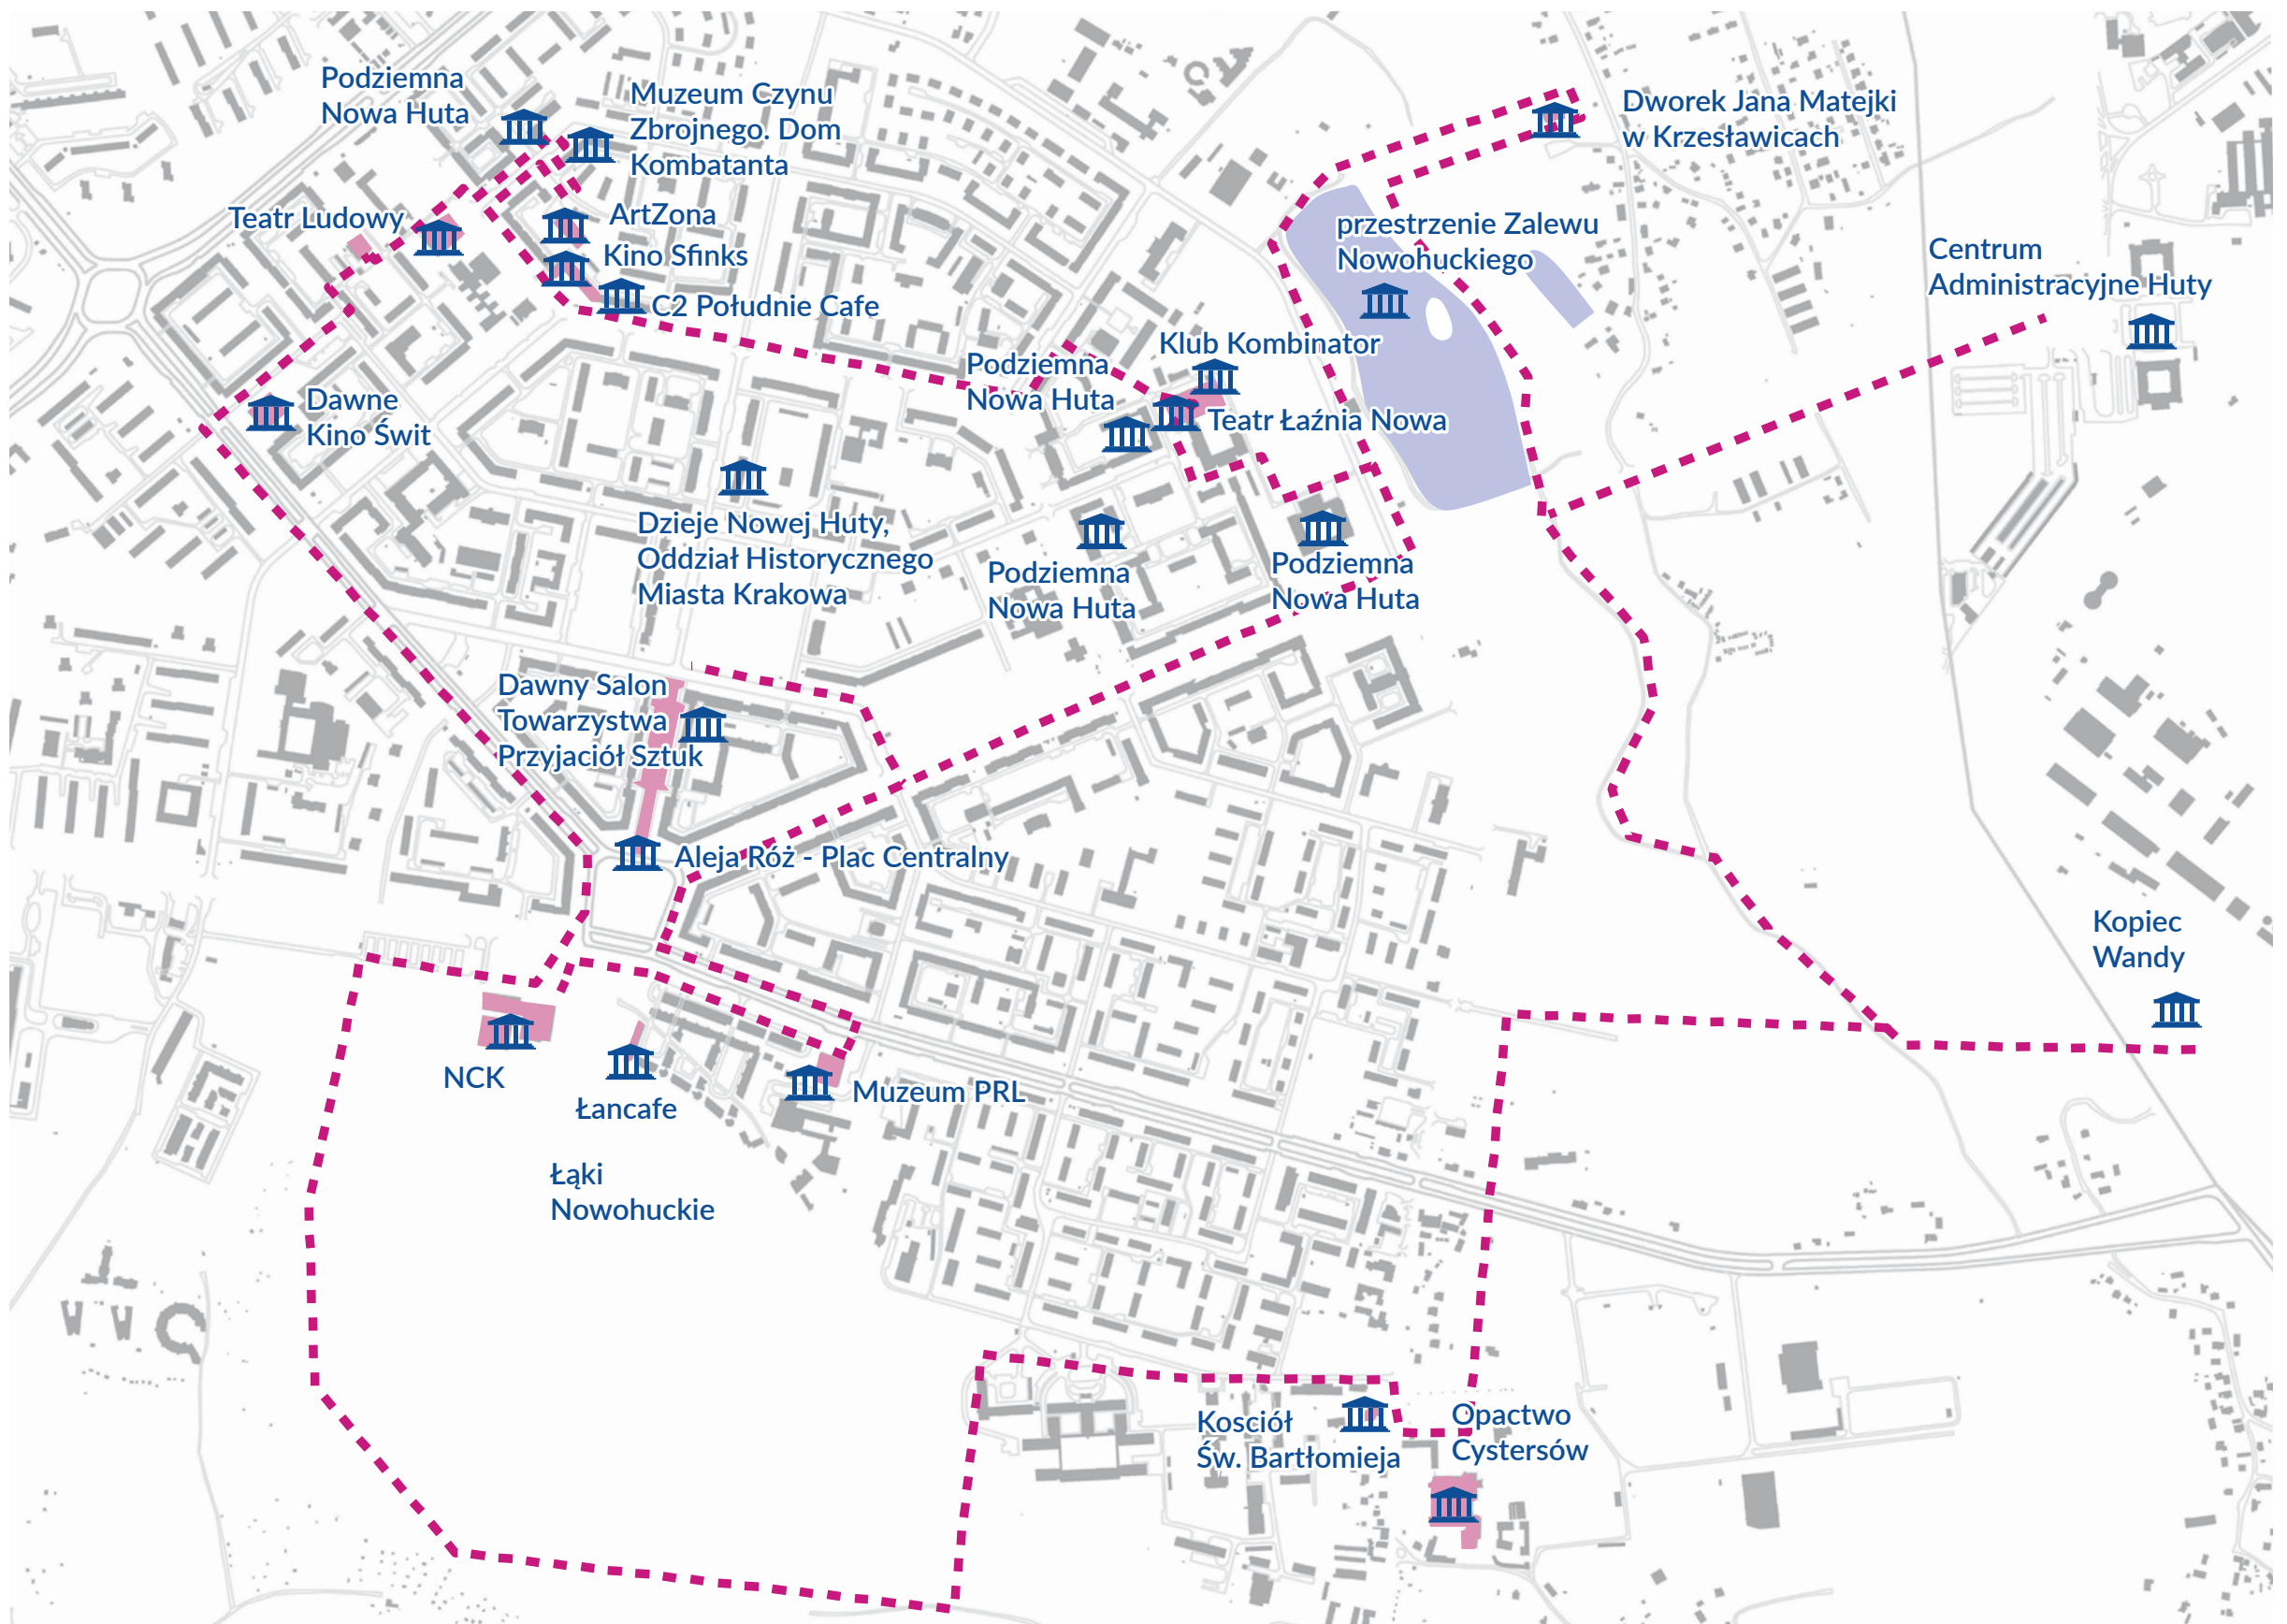 Podziemna
Nowa Huta
Muzeum Czynu
Zbrojnego. Dom
Kombatanta
Dworek Jana Matejki
w Krzesławicach
Teatr Ludowy
ArtZona
Kino Sfinks
C2 Południe Cafe
przestrzenie Zalewu
Nowohuckiego
Centrum
Administracyjne Huty
Klub Kombinator
Podziemna
Nowa Huta
Teatr Łaźnia Nowa
Dawne
Kino Świt
Dzieje Nowej Huty,
Oddział Historycznego
Miasta Krakowa
Podziemna
Nowa Huta
Podziemna
Nowa Huta
Dawny Salon
Towarzystwa
Przyjaciół Sztuk
Aleja Róż - Plac Centralny
Kopiec
Wandy
NCK
Łancafe
Muzeum PRL
Łąki
Nowohuckie
Kosciół
Św. Bartłomieja
Opactwo
Cystersów